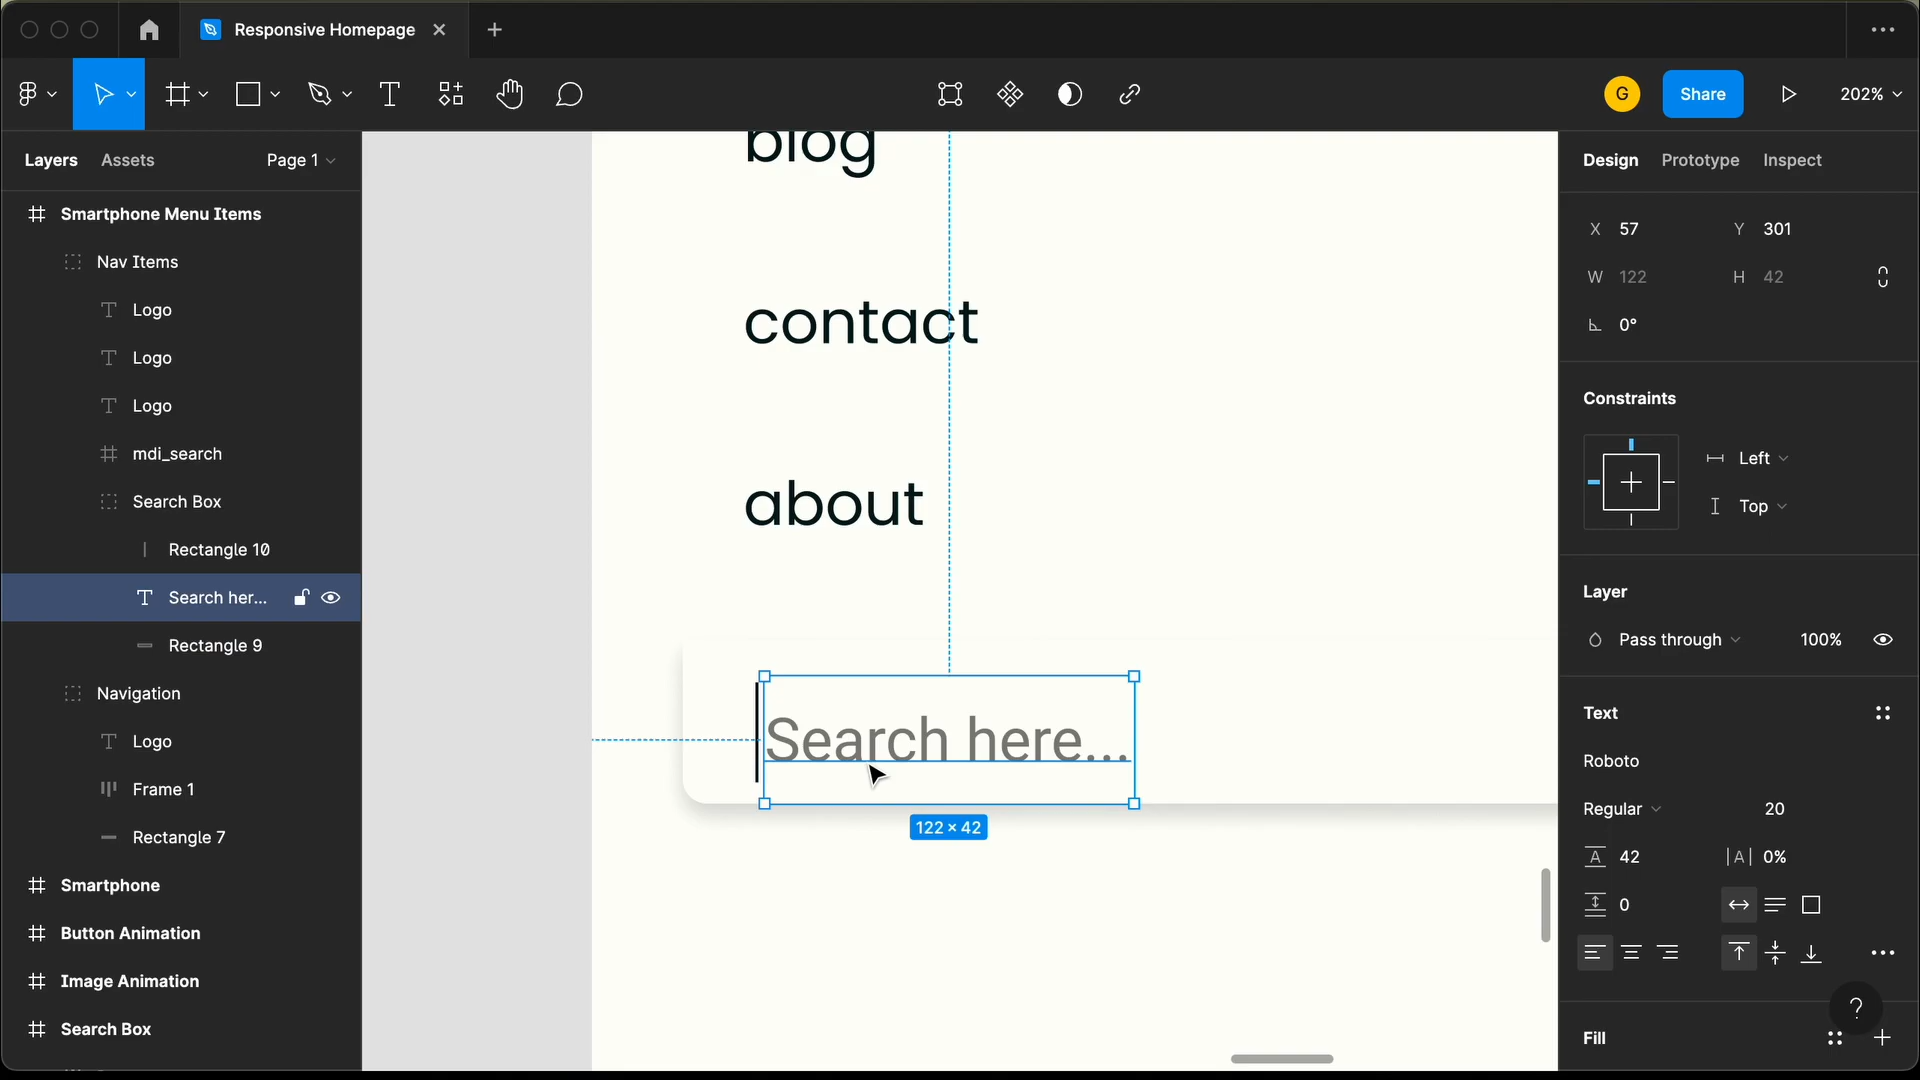 Responsive Homepage
G
Share
202%
Layers
Assets
Page 1
Smartphone Menu Items
Nav Items
Logo
Logo
Logo
mdi_search
Search Box
Rectangle 10
Search her...
Rectangle 9
Navigation
Logo
Frame 1
Rectangle 7
Smartphone
Button Animation
Image Animation
Search Box
blog
contact
about
Search here...
122 × 42
Design
Prototype
Inspect
X 57
Y 301
W 122
H 42
0°
Constraints
Left
Top
Layer
Pass through
100%
Text
Roboto
Regular
20
42
|A| 0%
0
?
Fill